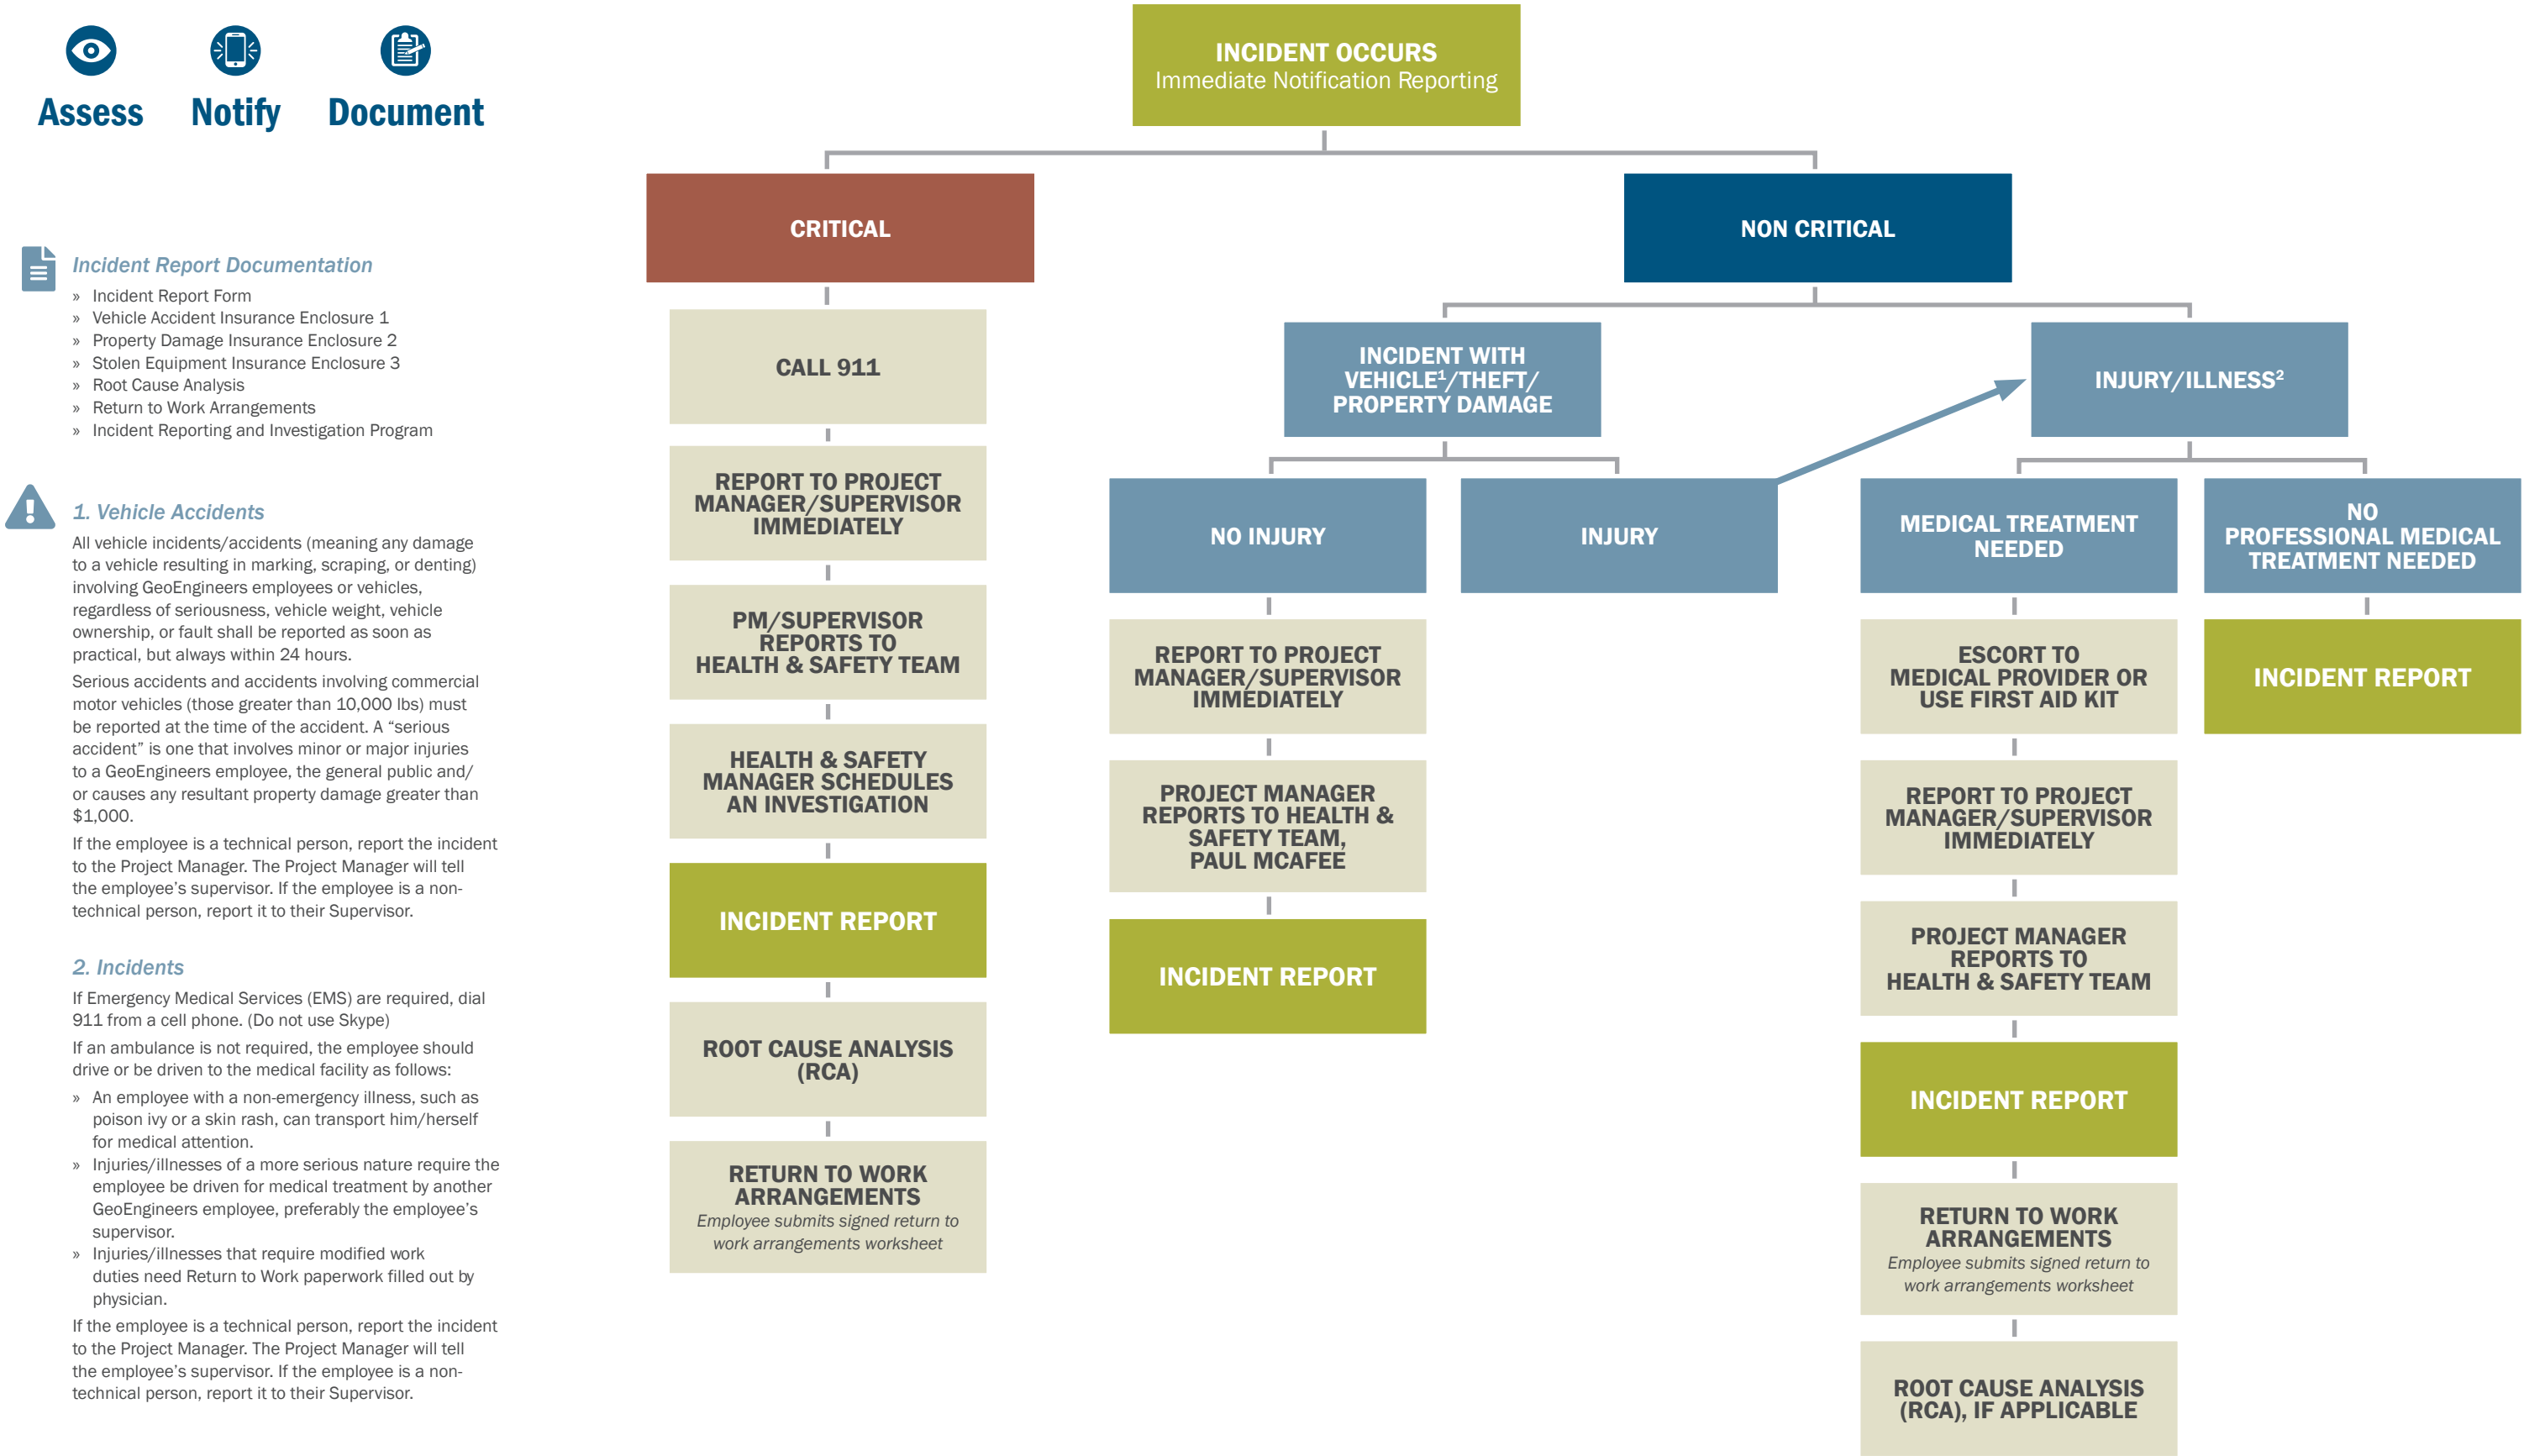 Assess
Notify
Document
Incident Report Documentation
» Incident Report Form
» Vehicle Accident Insurance Enclosure 1
» Property Damage Insurance Enclosure 2
» Stolen Equipment Insurance Enclosure 3
» Root Cause Analysis
» Return to Work Arrangements
» Incident Reporting and Investigation Program
1. Vehicle Accidents
All vehicle incidents/accidents (meaning any damage
to a vehicle resulting in marking, scraping, or denting)
involving GeoEngineers employees or vehicles,
regardless of seriousness, vehicle weight, vehicle
ownership, or fault shall be reported as soon as
practical, but always within 24 hours.
Serious accidents and accidents involving commercial
motor vehicles (those greater than 10,000 lbs) must
be reported at the time of the accident. A “serious
accident” is one that involves minor or major injuries
to a GeoEngineers employee, the general public and/
or causes any resultant property damage greater than
$1,000.
If the employee is a technical person, report the incident
to the Project Manager. The Project Manager will tell
the employee’s supervisor. If the employee is a non-
technical person, report it to their Supervisor.
2. Incidents
If Emergency Medical Services (EMS) are required, dial
911 from a cell phone. (Do not use Skype)
If an ambulance is not required, the employee should
drive or be driven to the medical facility as follows:
» An employee with a non-emergency illness, such as
poison ivy or a skin rash, can transport him/herself
for medical attention.
» Injuries/illnesses of a more serious nature require the
employee be driven for medical treatment by another
GeoEngineers employee, preferably the employee’s
supervisor.
» Injuries/illnesses that require modified work
duties need Return to Work paperwork filled out by
physician.
If the employee is a technical person, report the incident
to the Project Manager. The Project Manager will tell
the employee’s supervisor. If the employee is a non-
technical person, report it to their Supervisor.
INCIDENT OCCURS
Immediate Notification Reporting
CRITICAL
CALL 911
REPORT TO PROJECT
MANAGER/SUPERVISOR
IMMEDIATELY
PM/SUPERVISOR
REPORTS TO
HEALTH & SAFETY TEAM
HEALTH & SAFETY
MANAGER SCHEDULES
AN INVESTIGATION
INCIDENT REPORT
ROOT CAUSE ANALYSIS
(RCA)
RETURN TO WORK
ARRANGEMENTS
Employee submits signed return to
work arrangements worksheet
NON CRITICAL
INCIDENT WITH
VEHICLE¹/THEFT/
PROPERTY DAMAGE
NO INJURY
REPORT TO PROJECT
MANAGER/SUPERVISOR
IMMEDIATELY
PROJECT MANAGER
REPORTS TO HEALTH &
SAFETY TEAM,
PAUL MCAFEE
INCIDENT REPORT
INJURY
INJURY/ILLNESS²
MEDICAL TREATMENT
NEEDED
ESCORT TO
MEDICAL PROVIDER OR
USE FIRST AID KIT
REPORT TO PROJECT
MANAGER/SUPERVISOR
IMMEDIATELY
PROJECT MANAGER
REPORTS TO
HEALTH & SAFETY TEAM
INCIDENT REPORT
RETURN TO WORK
ARRANGEMENTS
Employee submits signed return to
work arrangements worksheet
ROOT CAUSE ANALYSIS
(RCA), IF APPLICABLE
NO
PROFESSIONAL MEDICAL
TREATMENT NEEDED
INCIDENT REPORT